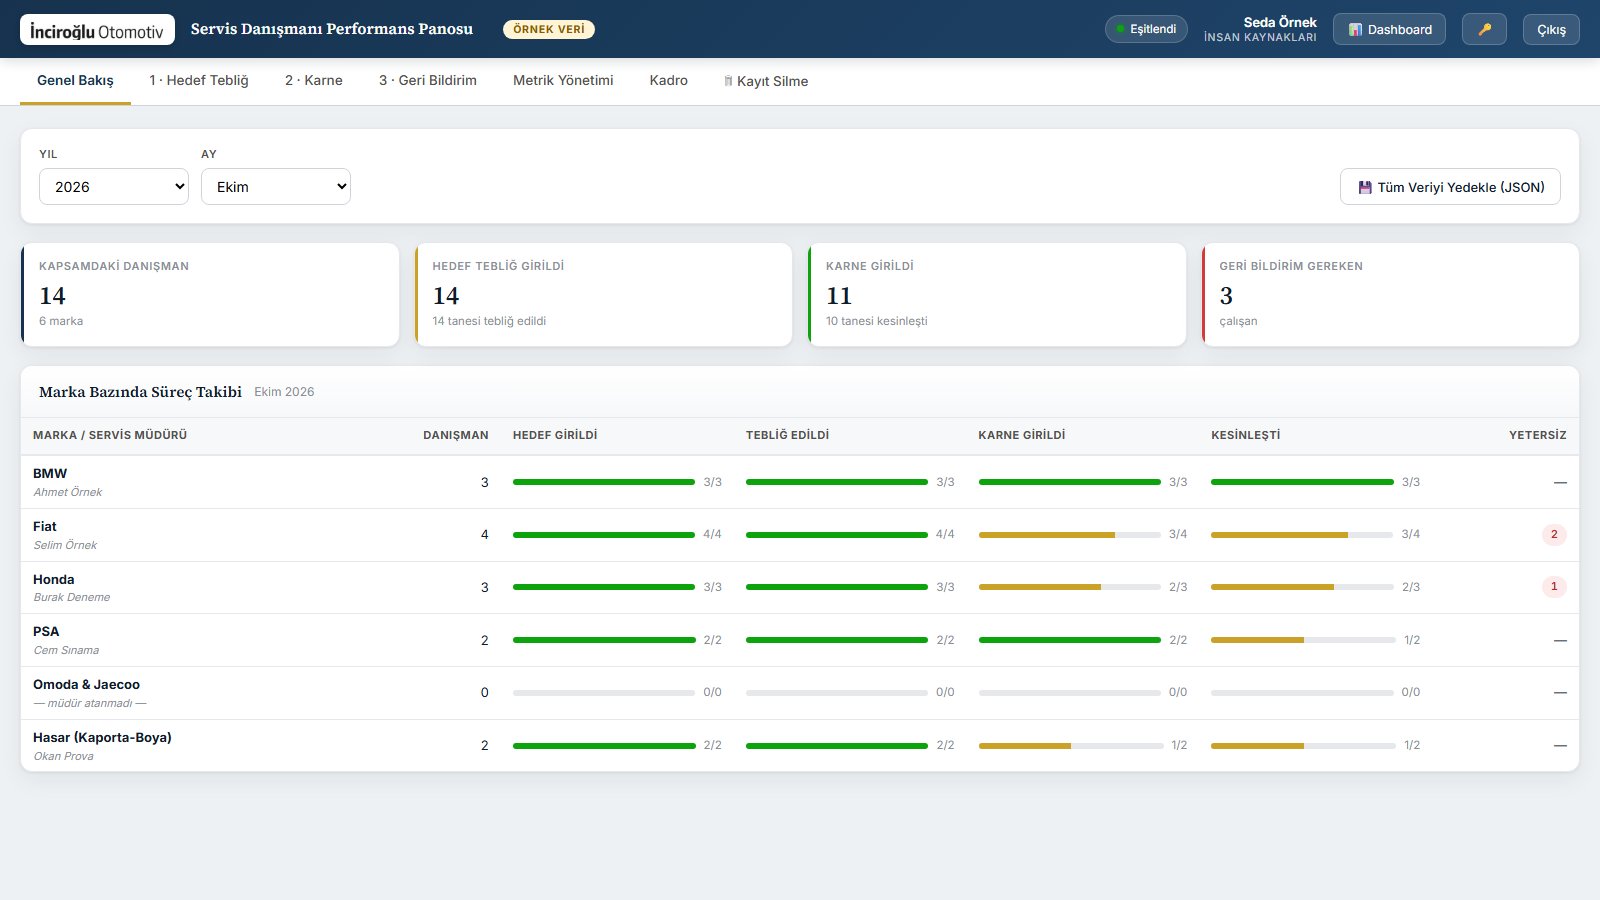 İnciroğlu Otomotiv
Servis Danışmanı Performans Panosu
ÖRNEK VERİ
Eşitlendi
Seda Örnek
İNSAN KAYNAKLARI
Dashboard
Çıkış
Genel Bakış
1 · Hedef Tebliğ
2 · Karne
3 · Geri Bildirim
Metrik Yönetimi
Kadro
Kayıt Silme
YIL
AY
2026
Ekim
Tüm Veriyi Yedekle (JSON)
KAPSAMDAKİ DANIŞMAN
14
6 marka
HEDEF TEBLİĞ GİRİLDİ
14
14 tanesi tebliğ edildi
KARNE GİRİLDİ
11
10 tanesi kesinleşti
GERİ BİLDİRİM GEREKEN
3
çalışan
Marka Bazında Süreç Takibi Ekim 2026
MARKA / SERVİS MÜDÜRÜ DANIŞMAN HEDEF GİRİLDİ TEBLİĞ EDİLDİ KARNE GİRİLDİ KESİNLEŞTİ YETERSİZ
BMW
Ahmet Örnek
3 3/3 3/3 3/3 3/3 —
Fiat
Selim Örnek
4 4/4 4/4 3/4 3/4 2
Honda
Burak Deneme
3 3/3 3/3 2/3 2/3 1
PSA
Cem Sınama
2 2/2 2/2 2/2 1/2 —
Omoda & Jaecoo
— müdür atanmadı —
0 0/0 0/0 0/0 0/0 —
Hasar (Kaporta-Boya)
Okan Prova
2 2/2 2/2 1/2 1/2 —